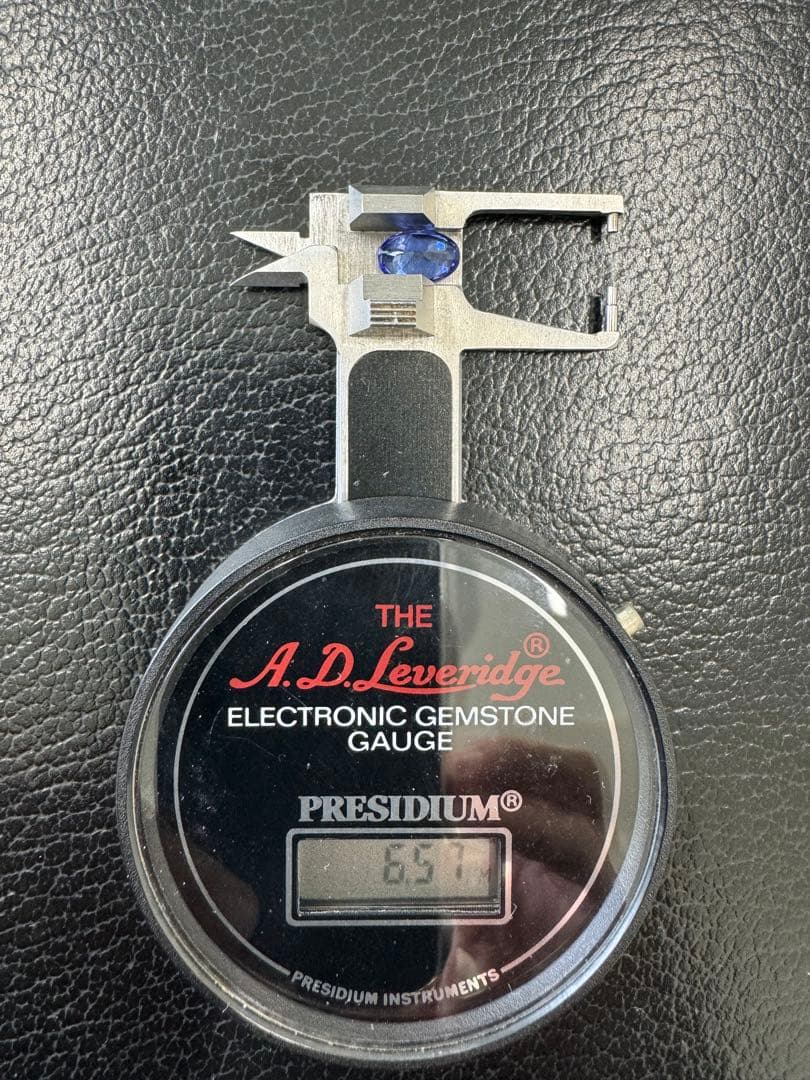 THE
A.D.Leveridge®
ELECTRONIC GEMSTONE
GAUGE
PRESIDIUM®
6.57
PRESIDIUM INSTRUMENTS